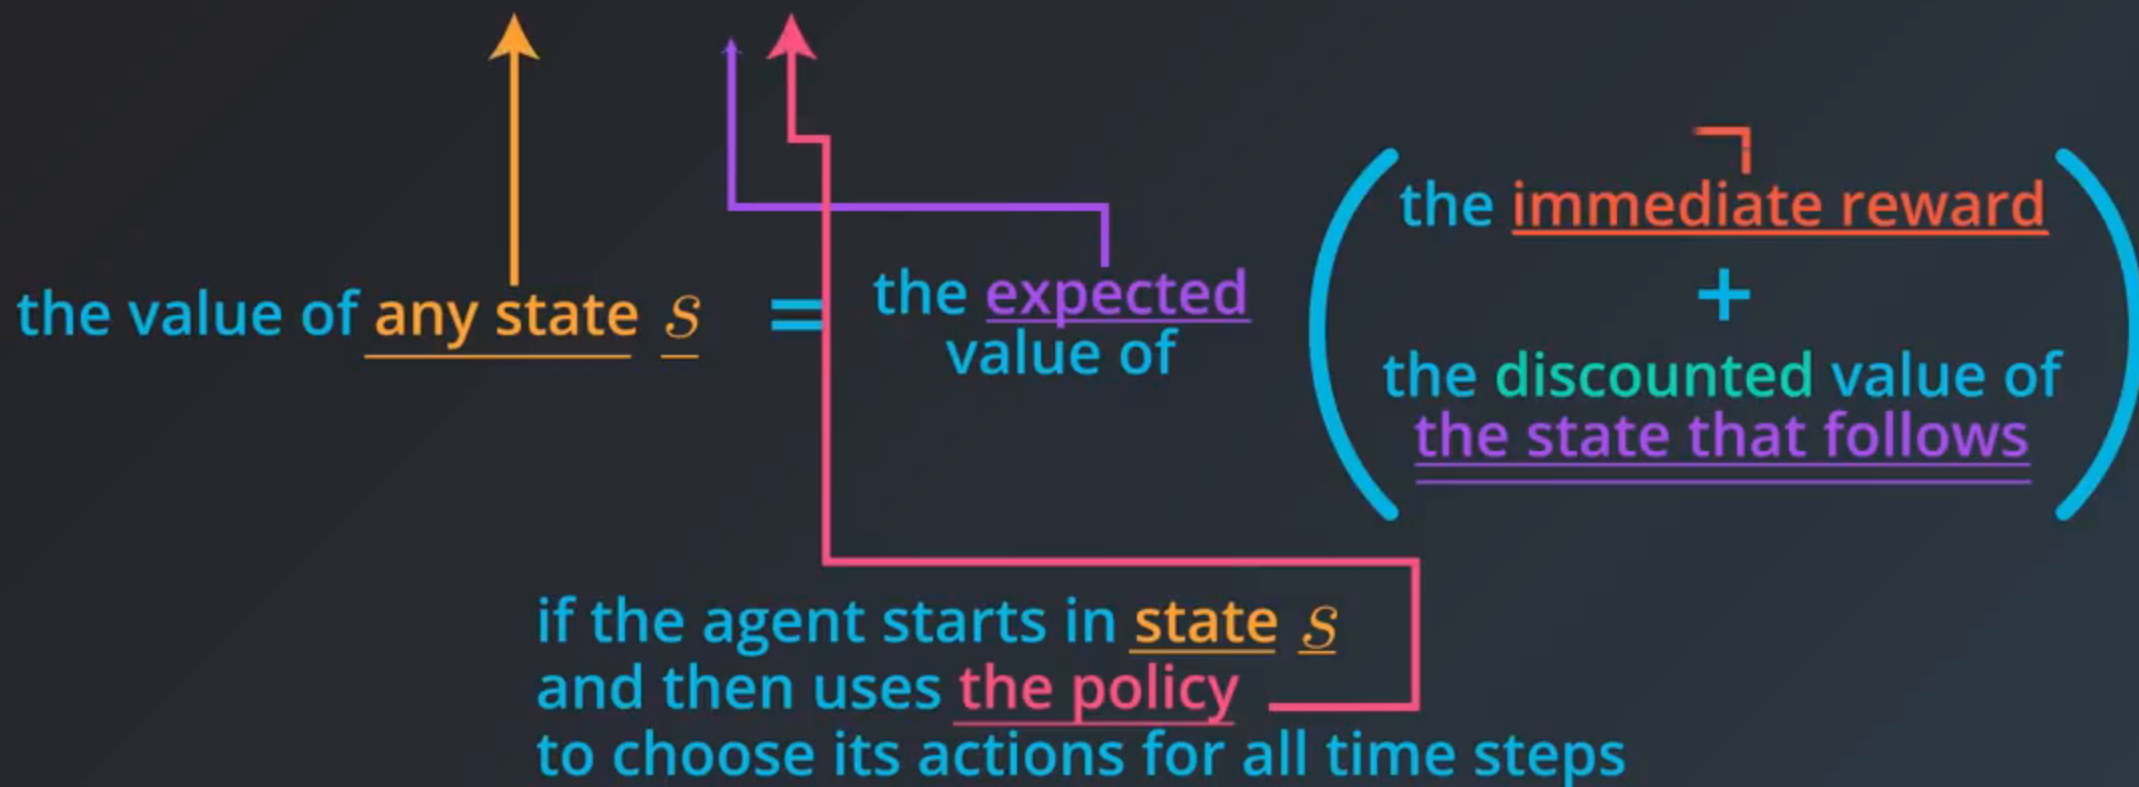 the value of any state s = the expected
value of
( the immediate reward
+
the discounted value of
the state that follows )
if the agent starts in state s
and then uses the policy
to choose its actions for all time steps